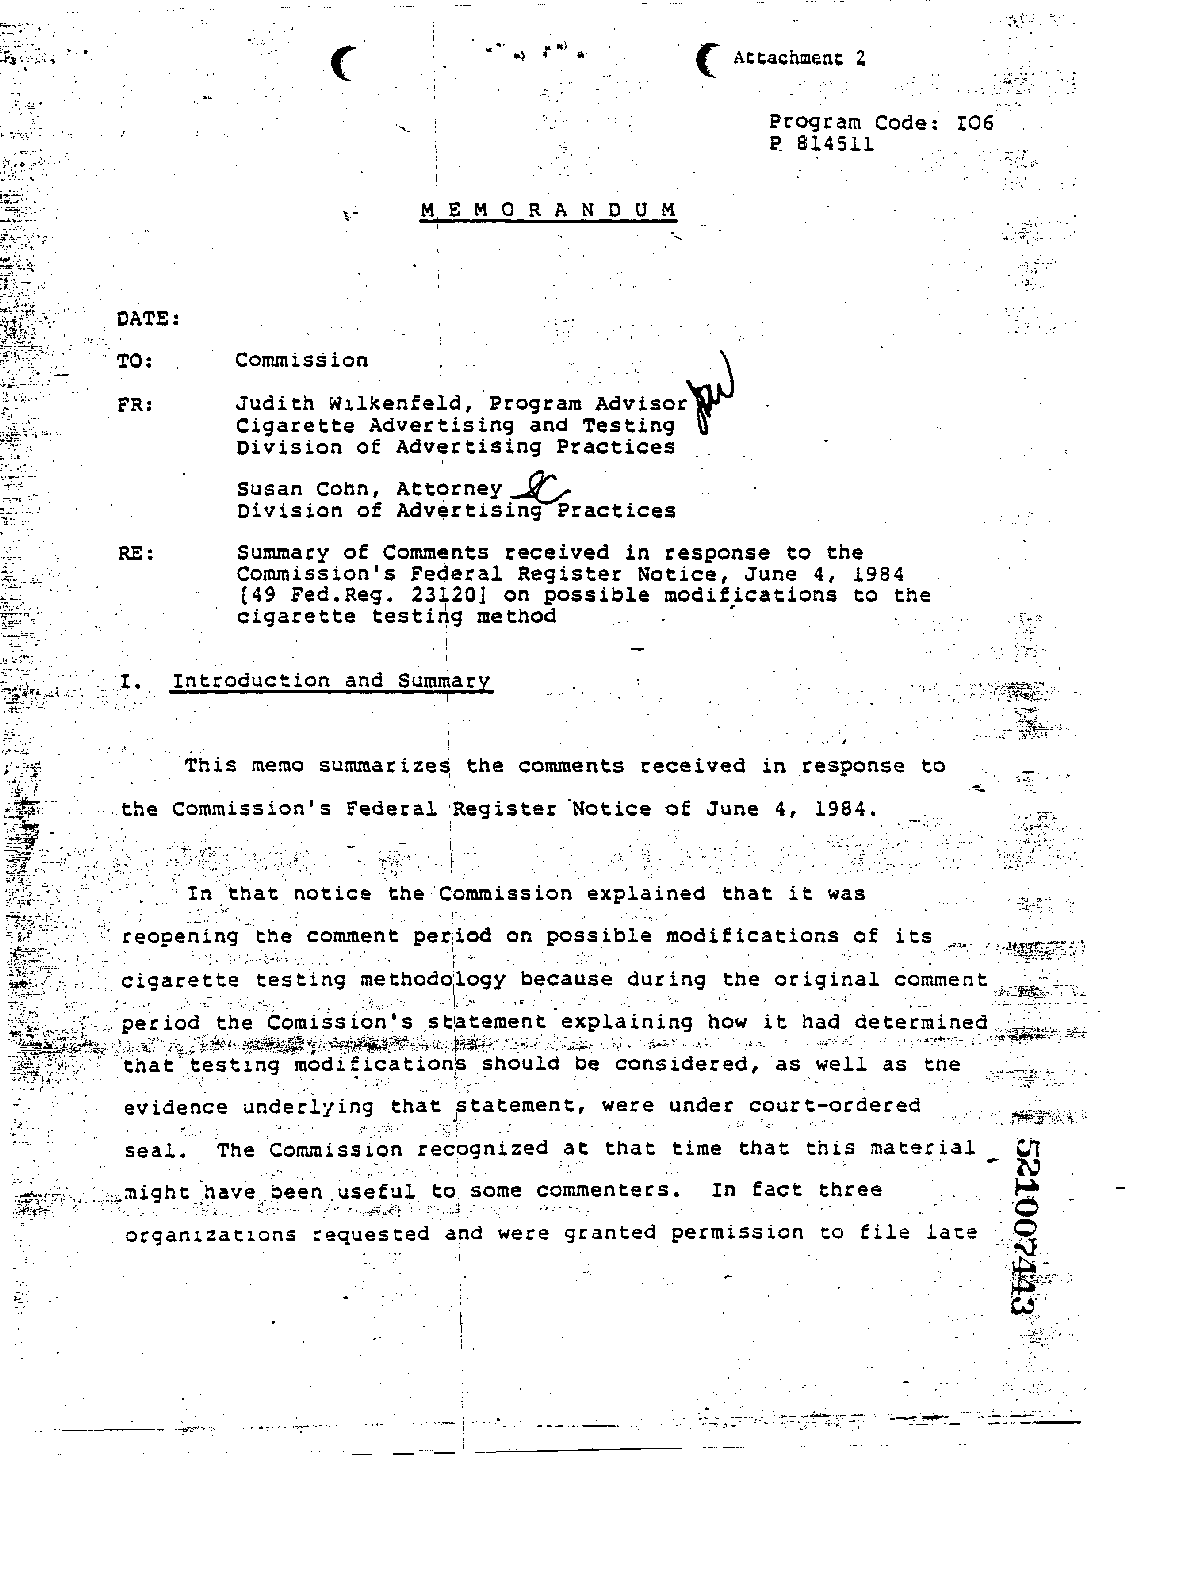 Attachment 2
Program Code: IO6
P 814511
M E M O R A N D U M
DATE:
TO: Commission
FR: Judith Wilkenfeld, Program Advisor
Cigarette Advertising and Testing
Division of Advertising Practices
Susan Cohn, Attorney
Division of Advertising Practices
RE: Summary of Comments received in response to the
Commission's Federal Register Notice, June 4, 1984
[49 Fed.Reg. 23120] on possible modifications to the
cigarette testing method
I. Introduction and Summary
This memo summarizes the comments received in response to
the Commission's Federal Register Notice of June 4, 1984.
In that notice the Commission explained that it was
reopening the comment period on possible modifications of its
cigarette testing methodology because during the original comment
period the Comission's statement explaining how it had determined
that testing modifications should be considered, as well as the
evidence underlying that statement, were under court-ordered
seal. The Commission recognized at that time that this material
might have been useful to some commenters. In fact three
organizations requested and were granted permission to file late
521007443